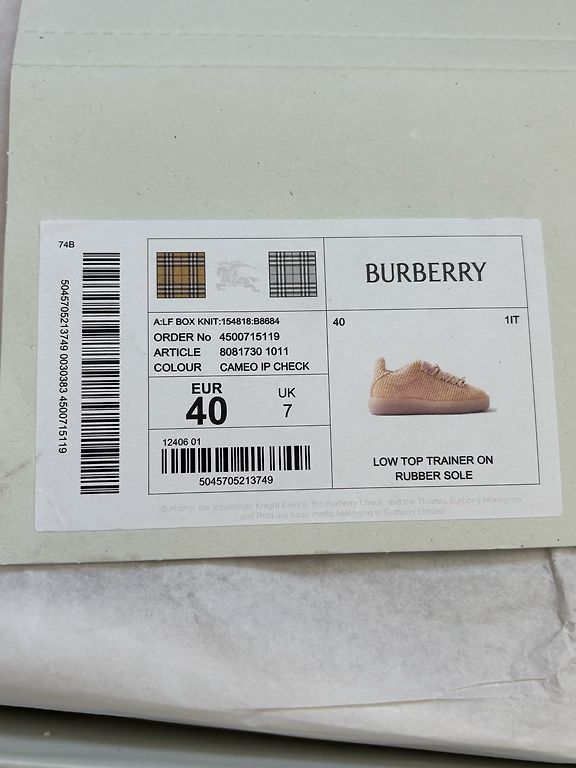 74B
5045705213749 0030383 4500715119
BURBERRY
A:LF BOX KNIT:154818:B8684
ORDER No 4500715119
ARTICLE 8081730 1011
COLOUR CAMEO IP CHECK
EUR
40
UK
7
12406 01
5045705213749
40
1IT
LOW TOP TRAINER ON
RUBBER SOLE
Burberry, the Equestrian Knight Device, the Burberry Check, and the Thomas Burberry Monogram
and Print are trade marks belonging to Burberry Limited.